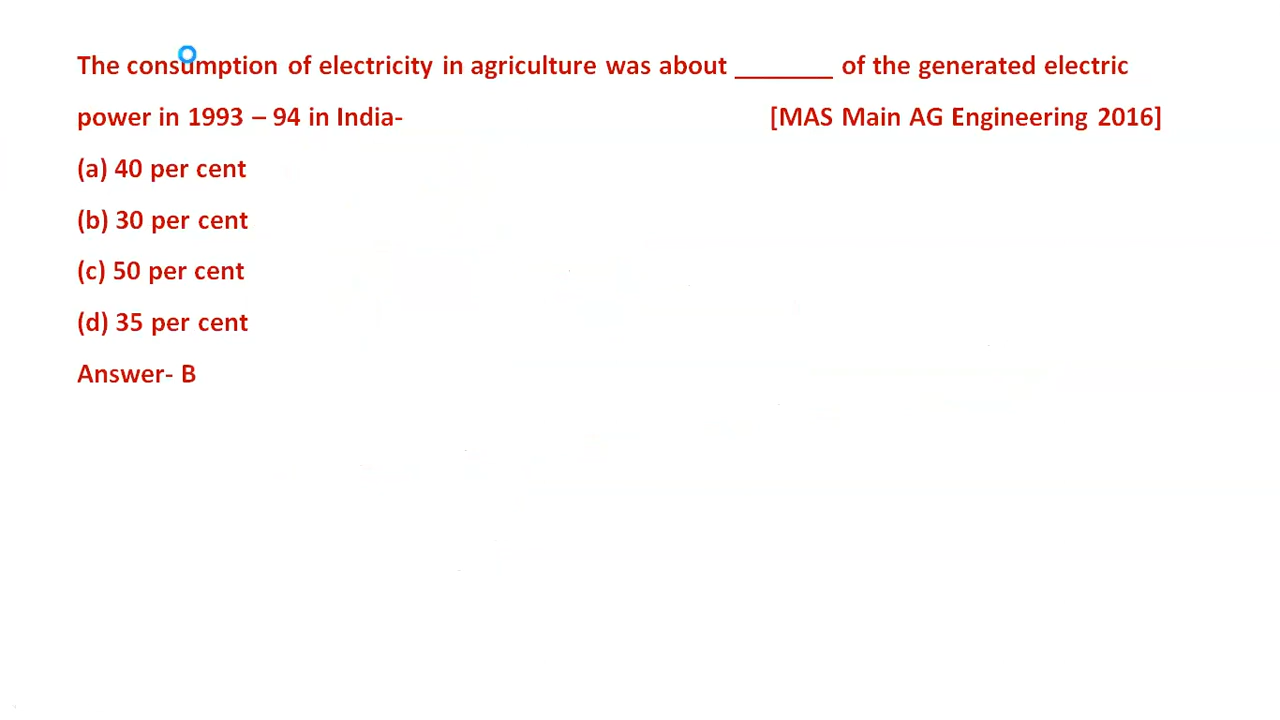 The consumption of electricity in agriculture was about _______ of the generated electric
power in 1993 – 94 in India- [MAS Main AG Engineering 2016]
(a) 40 per cent
(b) 30 per cent
(c) 50 per cent
(d) 35 per cent
Answer- B